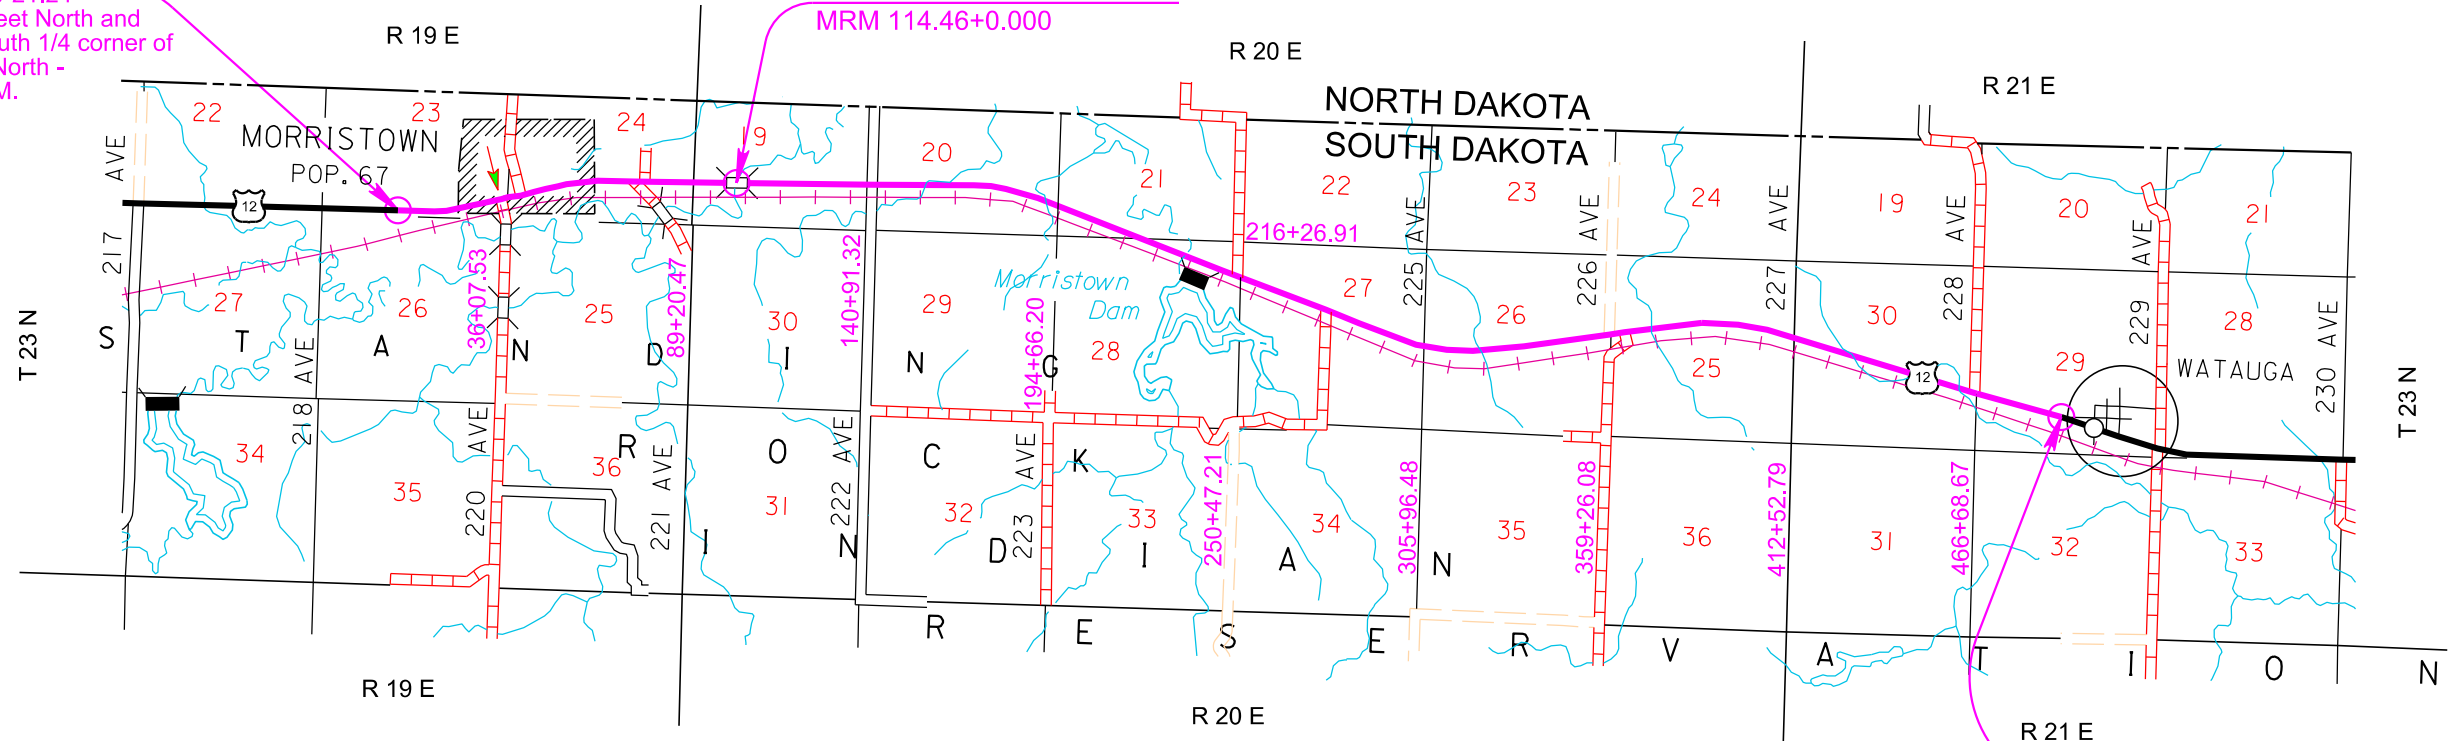 eet North and
uth 1/4 corner of
North -
M.
MRM 114.46+0.000
R 19 E
R 20 E
R 21 E
NORTH DAKOTA
SOUTH DAKOTA
22
23
24
19
20
21
22
23
24
19
20
21
MORRISTOWN
POP. 67
12
217 AVE
218 AVE
220 AVE
221 AVE
222 AVE
223 AVE
225 AVE
226 AVE
227 AVE
228 AVE
229 AVE
230 AVE
216+26.91
36+07.53
89+20.47
140+91.32
194+66.20
250+47.21
305+96.48
359+26.08
412+52.79
466+68.67
Morristown
Dam
T 23 N
27
26
25
30
29
28
27
26
25
30
29
28
WATAUGA
12
T 23 N
STANDING
ROCK
34
35
36
31
32
33
34
35
36
31
32
33
INDIAN
RESERVATION
R 19 E
R 20 E
R 21 E